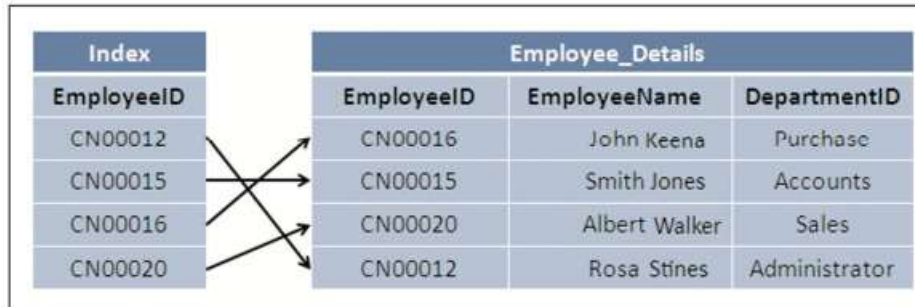 Index Employee_Details
EmployeeID EmployeeID EmployeeName DepartmentID
CN00012 CN00016 John Keena Purchase
CN00015 CN00015 Smith Jones Accounts
CN00016 CN00020 Albert Walker Sales
CN00020 CN00012 Rosa Stines Administrator